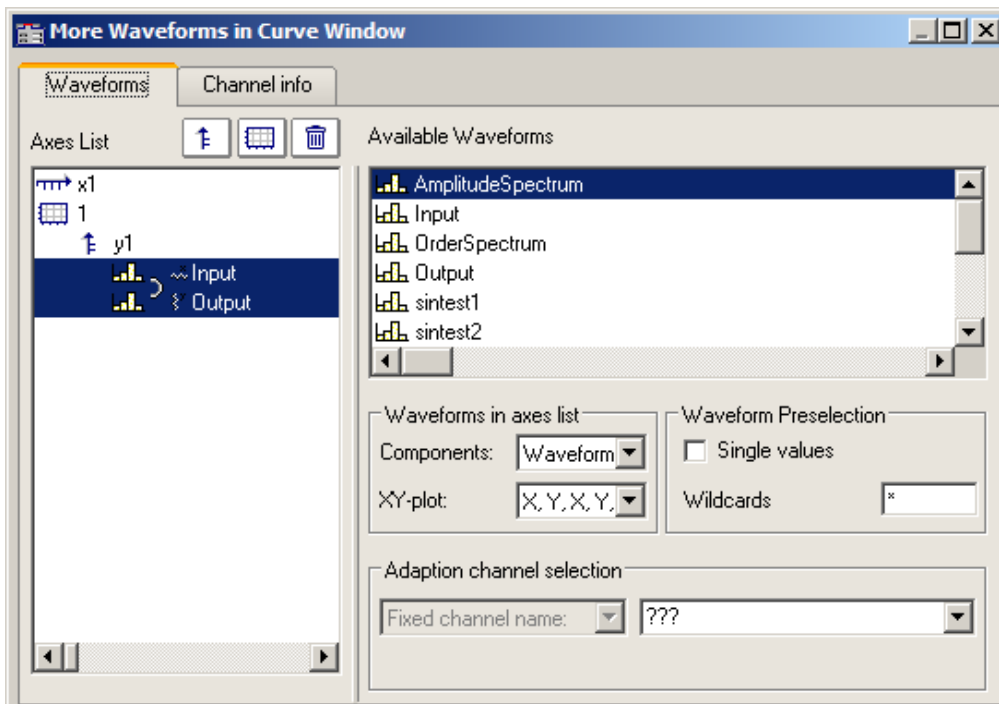 More Waveforms in Curve Window
Waveforms
Channel info
Axes List
x1
1
y1
Input
Output
Available Waveforms
AmplitudeSpectrum
Input
OrderSpectrum
Output
sintest1
sintest2
Waveforms in axes list
Components: Waveform
XY-plot: X, Y, X, Y,
Waveform Preselection
Single values
Wildcards *
Adaption channel selection
Fixed channel name: ???